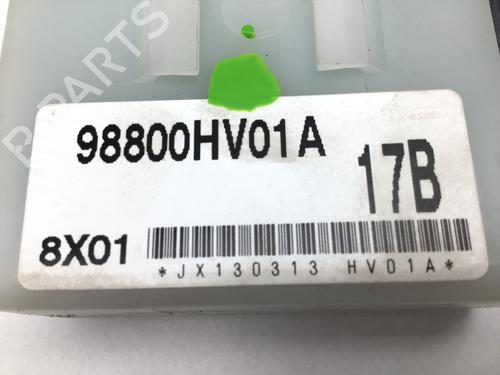 B-PARTS
98800HV01A
17B
8X01
*JX130313 HV01A*